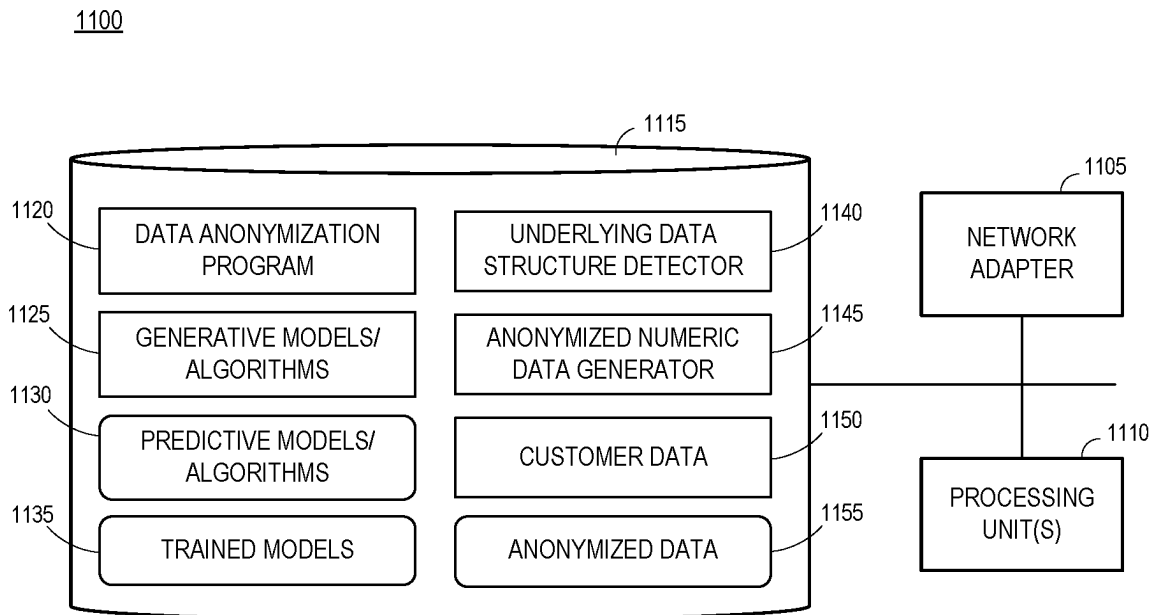 1100
1115
1120
DATA ANONYMIZATION
PROGRAM
1125
GENERATIVE MODELS/
ALGORITHMS
1130
PREDICTIVE MODELS/
ALGORITHMS
1135
TRAINED MODELS
1140
UNDERLYING DATA
STRUCTURE DETECTOR
1145
ANONYMIZED NUMERIC
DATA GENERATOR
1150
CUSTOMER DATA
1155
ANONYMIZED DATA
1105
NETWORK
ADAPTER
1110
PROCESSING
UNIT(S)